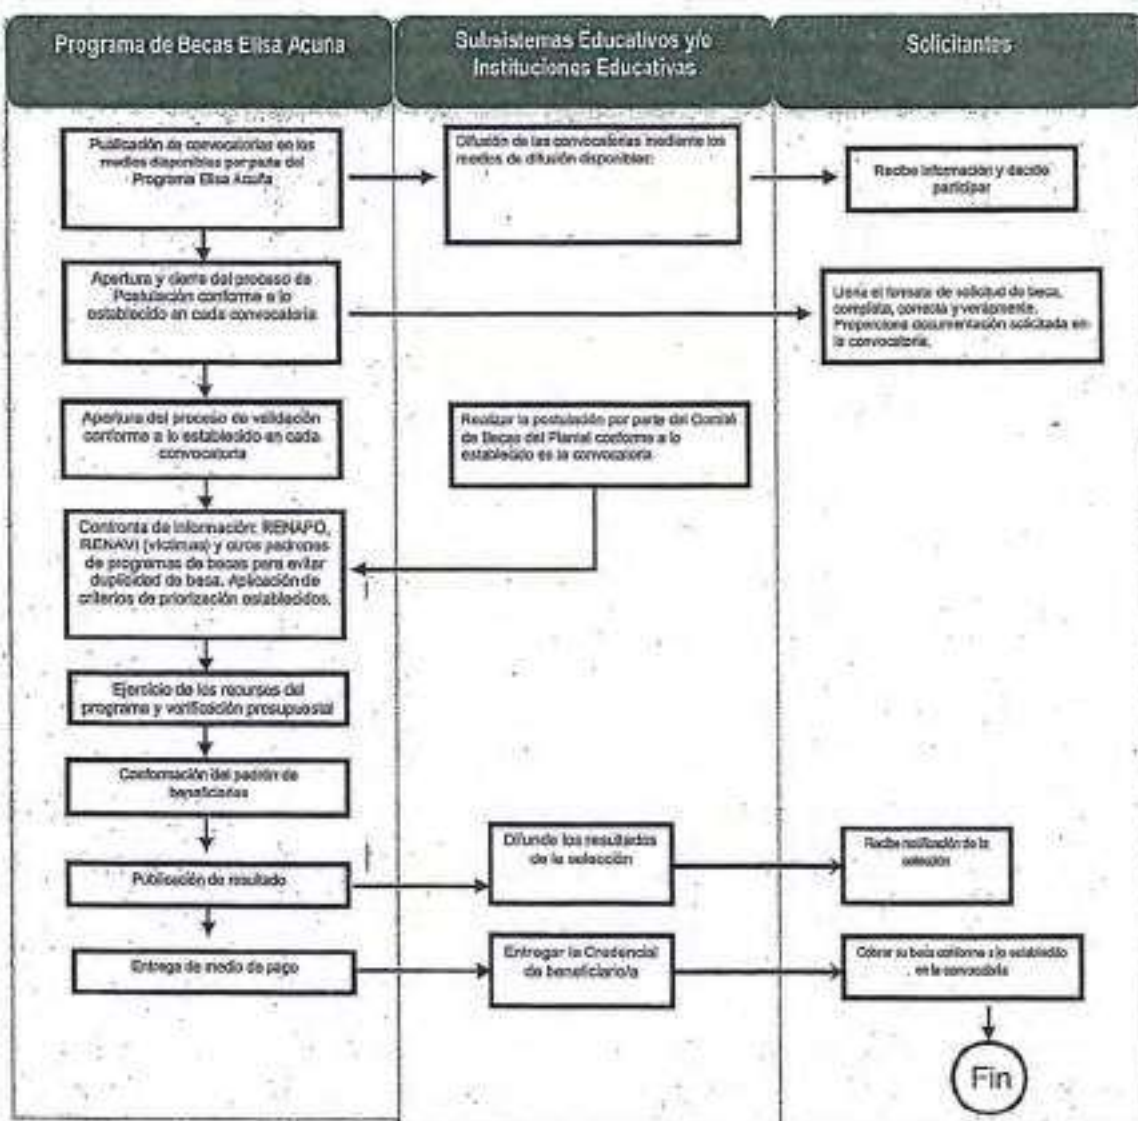 Programa de Becas Elisa Acuña
Subsistemas Educativos y/o
Instituciones Educativas
Solicitantes
Publicación de convocatorias en los
medios disponibles por parte del
Programa Elisa Acuña
Difusión de las convocatorias mediante los
medios de difusión disponibles:
Recibe información y decide
participar
Apertura y cierre del proceso de
Postulación conforme a lo
establecido en cada convocatoria
Llena el formato de solicitud de beca,
completa, correcta y verazmente.
Proporciona documentación solicitada en
la convocatoria.
Apertura del proceso de validación
conforme a lo establecido en cada
convocatoria
Realizar la postulación por parte del Comité
de Becas del Plantel conforme a lo
establecido en la convocatoria
Confronta de información: RENAPO,
RENAVI (víctimas) y otros padrones
de programas de becas para evitar
duplicidad de beca. Aplicación de
criterios de priorización establecidos.
Ejercicio de los recursos del
programa y verificación presupuestal
Conformación del padrón de
beneficiarios
Publicación de resultado
Difunde los resultados
de la selección
Recibe notificación de la
selección
Entrega de medio de pago
Entregar la Credencial
de beneficiario/a
Cobrar su beca conforme a lo establecido
en la convocatoria
Fin